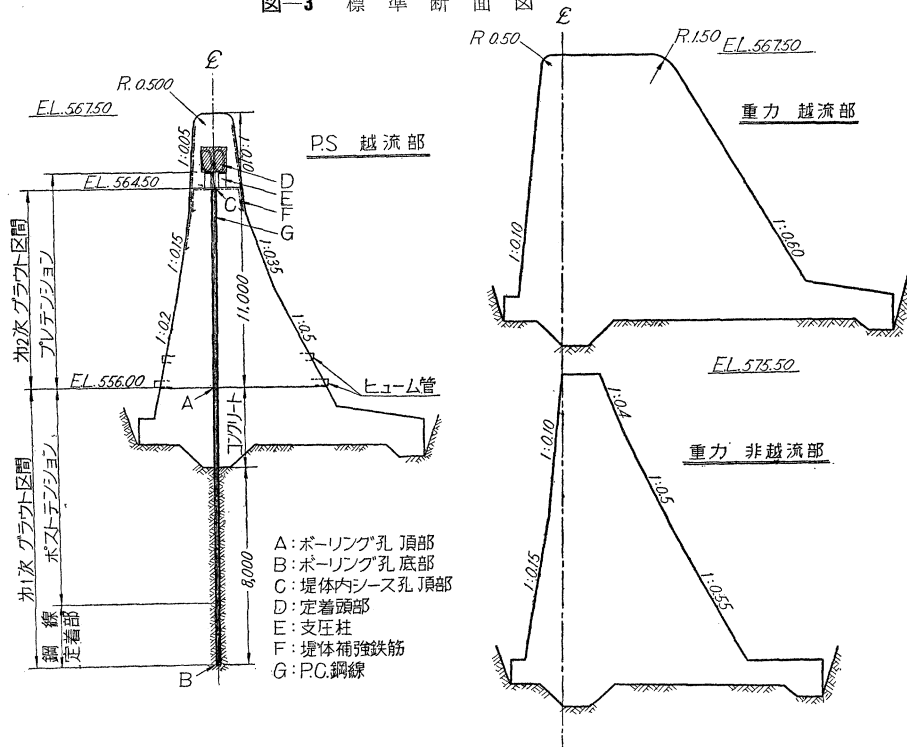 図—3 標準断面図
℄
R. 0.500
E.L. 567.50
1:0.05
1:0.10
P.S 越流部
D
E
F
C
G
E.L. 564.50
1:0.15
1:0.35
11,000
1:0.2
1:0.5
ヒューム管
E.L. 556.00
A
コンクリート
8,000
B
才2次グラウト区間
プレテンション
才1次グラウト区間
ポストテンション
鋼線
定着部
A:ボーリング孔頂部
B:ボーリング孔底部
C:堤体内シース孔頂部
D:定着頭部
E:支圧柱
F:堤体補強鉄筋
G:P.C.鋼線
℄
R 0.50
R.1.50
E.L. 567.50
重力 越流部
1:0.10
1:0.60
E.L. 575.50
1:0.10
1:0.4
重力 非越流部
1:0.5
1:0.15
1:0.55